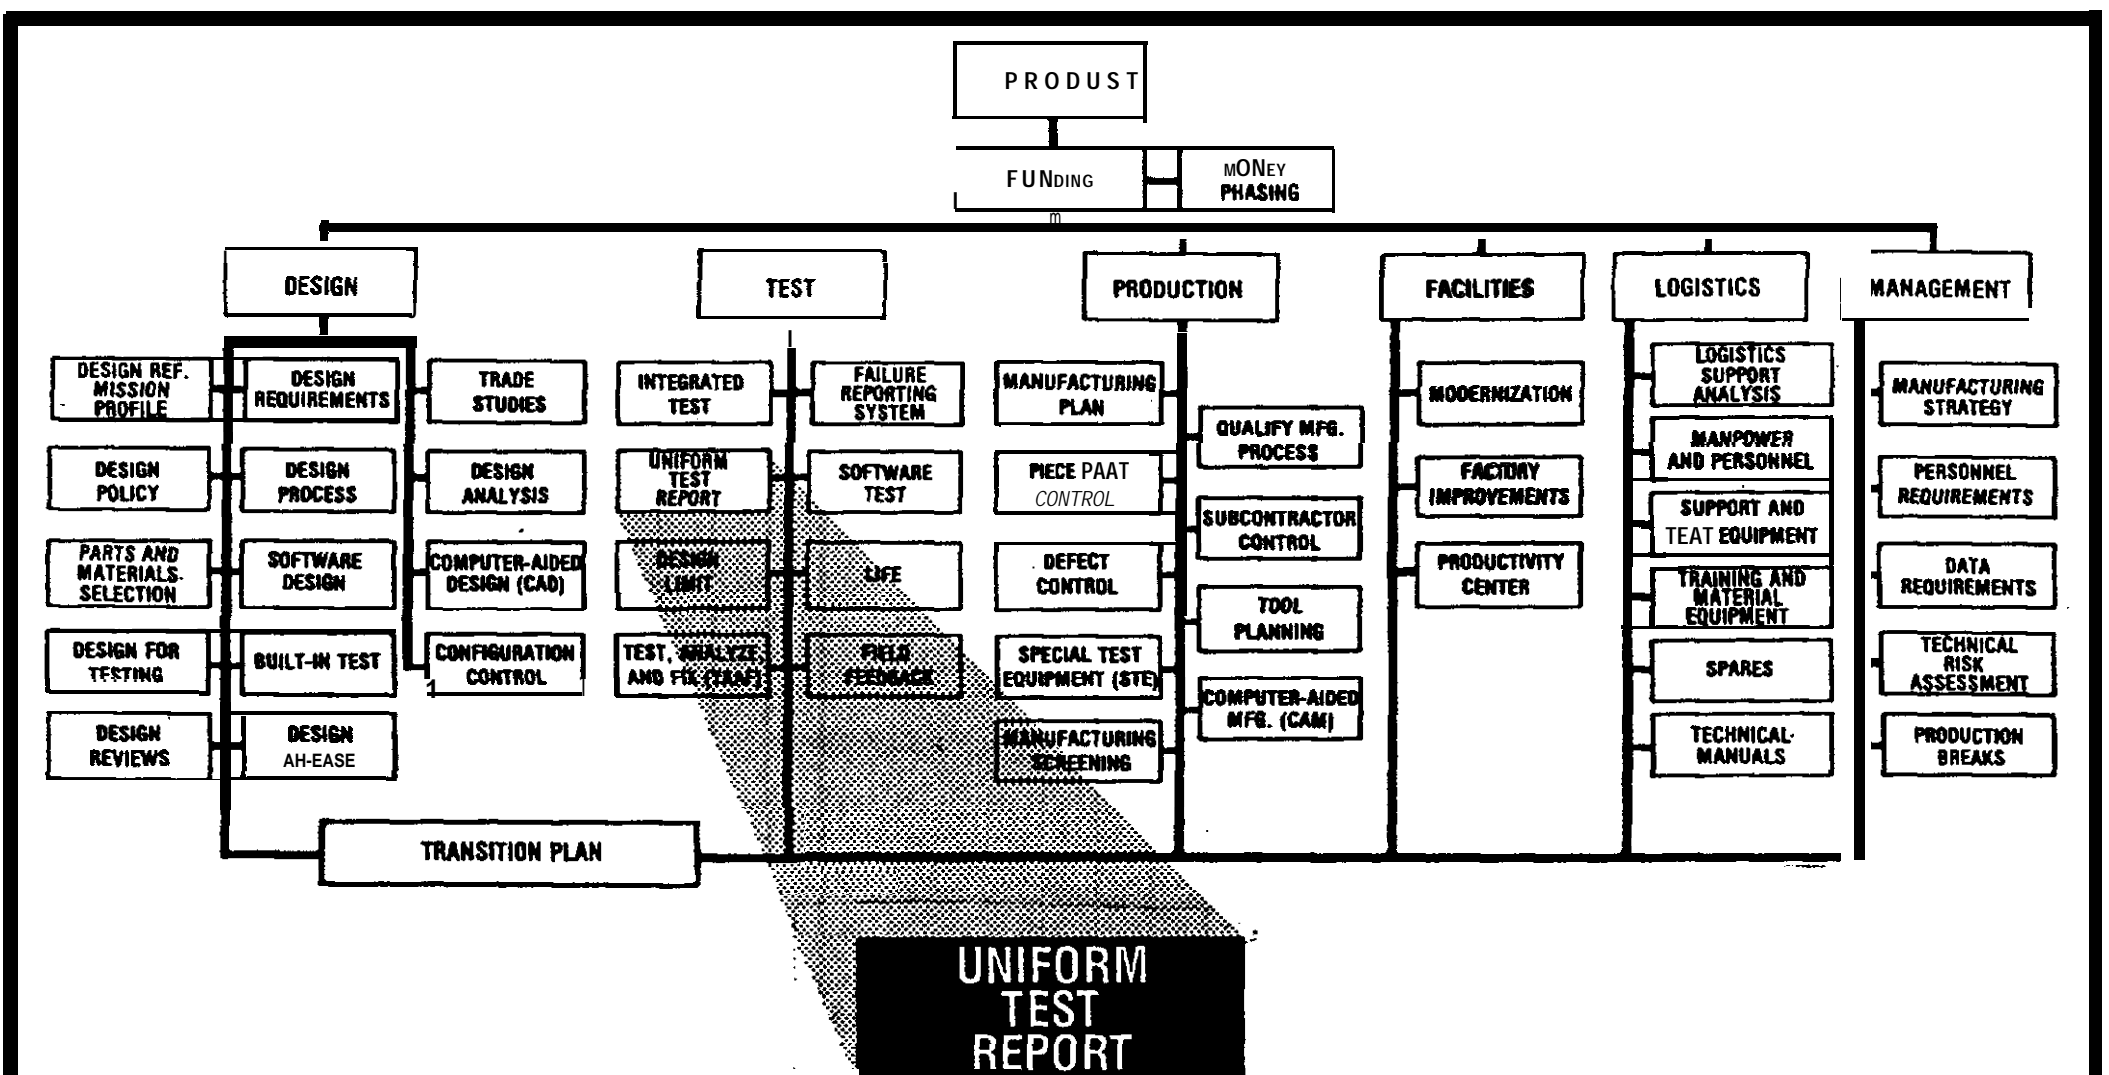 PRODUST
FUNDING
MONEY
PHASING
m
DESIGN
TEST
PRODUCTION
FACILITIES
LOGISTICS
MANAGEMENT
DESIGN REF.
MISSION
PROFILE
DESIGN
REQUIREMENTS
TRADE
STUDIES
DESIGN
POLICY
DESIGN
PROCESS
DESIGN
ANALYSIS
PARTS AND
MATERIALS
SELECTION
SOFTWARE
DESIGN
COMPUTER-AIDED
DESIGN (CAD)
DESIGN FOR
TESTING
BUILT-IN TEST
CONFIGURATION
CONTROL
DESIGN
REVIEWS
DESIGN
AH-EASE
INTEGRATED
TEST
FAILURE
REPORTING
SYSTEM
UNIFORM
TEST
REPORT
SOFTWARE
TEST
DESIGN
LIMIT
LIFE
TEST, ANALYZE,
AND FIX (TAAF)
FIELD
FEEDBACK
MANUFACTURING
PLAN
QUALIFY MFG.
PROCESS
PIECE PAAT
CONTROL
SUBCONTRACTOR
CONTROL
DEFECT
CONTROL
TOOL
PLANNING
SPECIAL TEST
EQUIPMENT (STE)
COMPUTER-AIDED
MFG. (CAM)
MANUFACTURING
SCREENING
MODERNIZATION
FACTORY
IMPROVEMENTS
PRODUCTIVITY
CENTER
LOGISTICS
SUPPORT
ANALYSIS
MANPOWER
AND PERSONNEL
SUPPORT AND
TEAT EQUIPMENT
TRAINING AND
MATERIAL
EQUIPMENT
SPARES
TECHNICAL
MANUALS
MANUFACTURING
STRATEGY
PERSONNEL
REQUIREMENTS
DATA
REQUIREMENTS
TECHNICAL
RISK
ASSESSMENT
PRODUCTION
BREAKS
TRANSITION PLAN
UNIFORM
TEST
REPORT